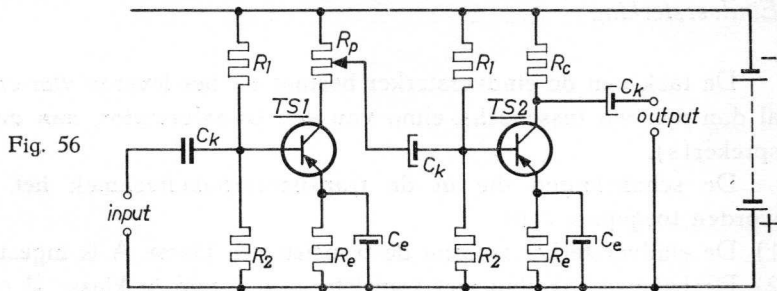 R1
Rp
R1
Rc
Ck
TS1
TS2
output
Fig. 56
Ck
Ck
input
R2
Re
Ce
R2
Re
Ce
−
+